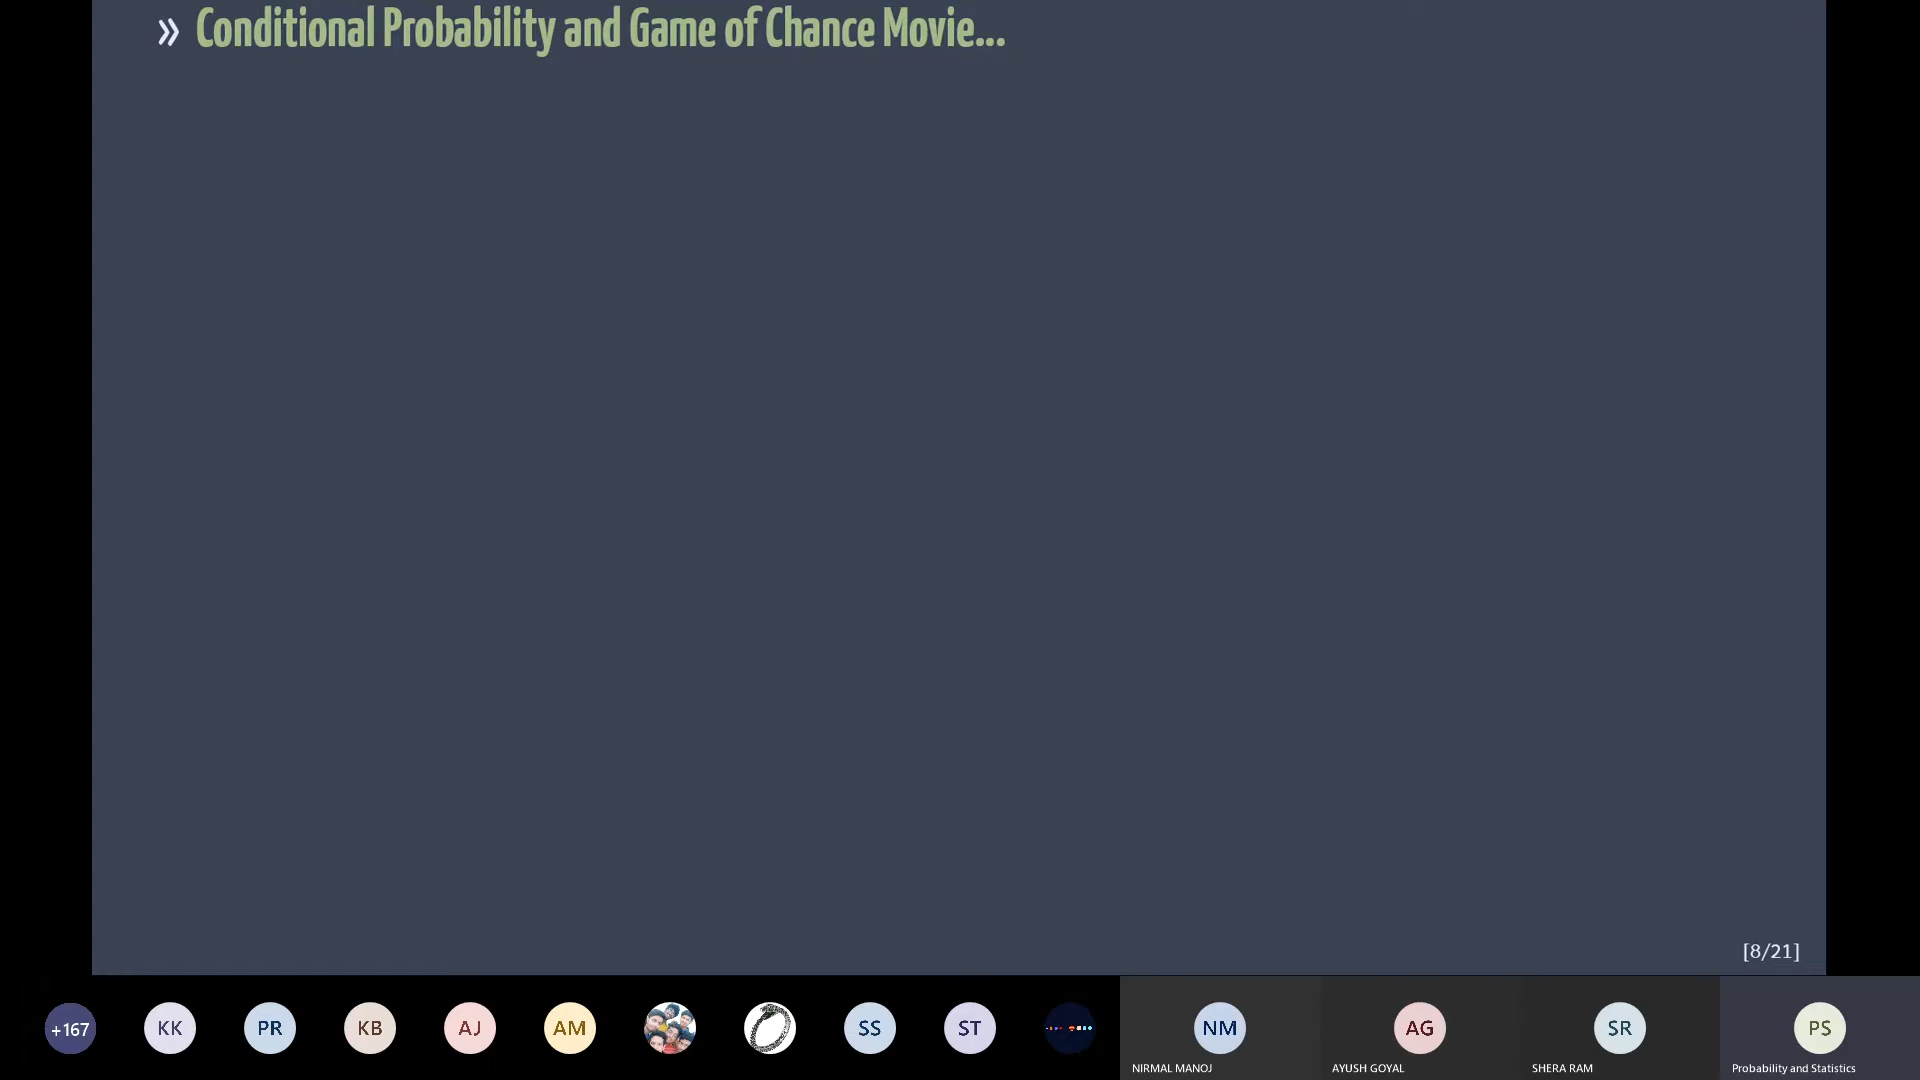 » Conditional Probability and Game of Chance Movie...
[8/21]
+167
KK
PR
KB
AJ
AM
SS
ST
NM
AG
SR
PS
NIRMAL MANOJ
AYUSH GOYAL
SHERA RAM
Probability and Statistics